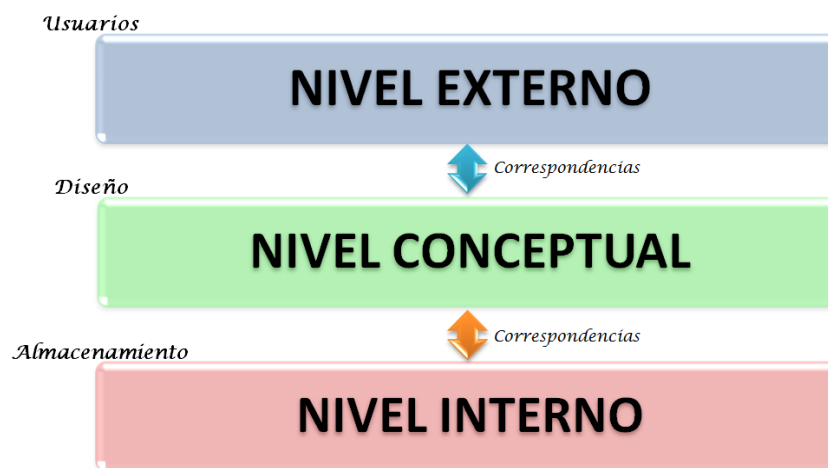 Usuarios
NIVEL EXTERNO
Correspondencias
Diseño
NIVEL CONCEPTUAL
Correspondencias
Almacenamiento
NIVEL INTERNO